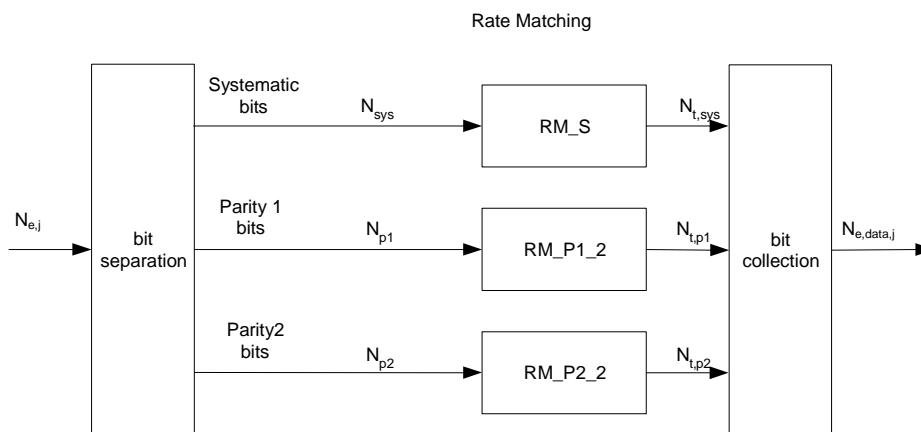 Rate Matching
Systematic
bits
N_sys
RM_S
N_t,sys
N_e,j
bit
separation
Parity 1
bits
N_p1
RM_P1_2
N_t,p1
bit
collection
N_e,data,j
Parity2
bits
N_p2
RM_P2_2
N_t,p2